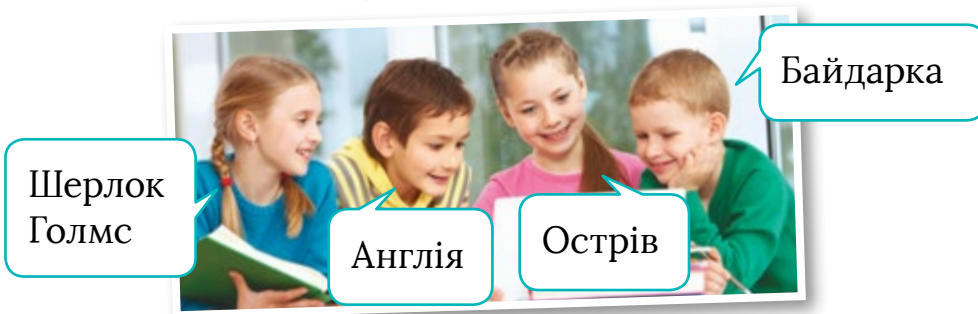 Шерлок
Голмс
Англія
Острів
Байдарка